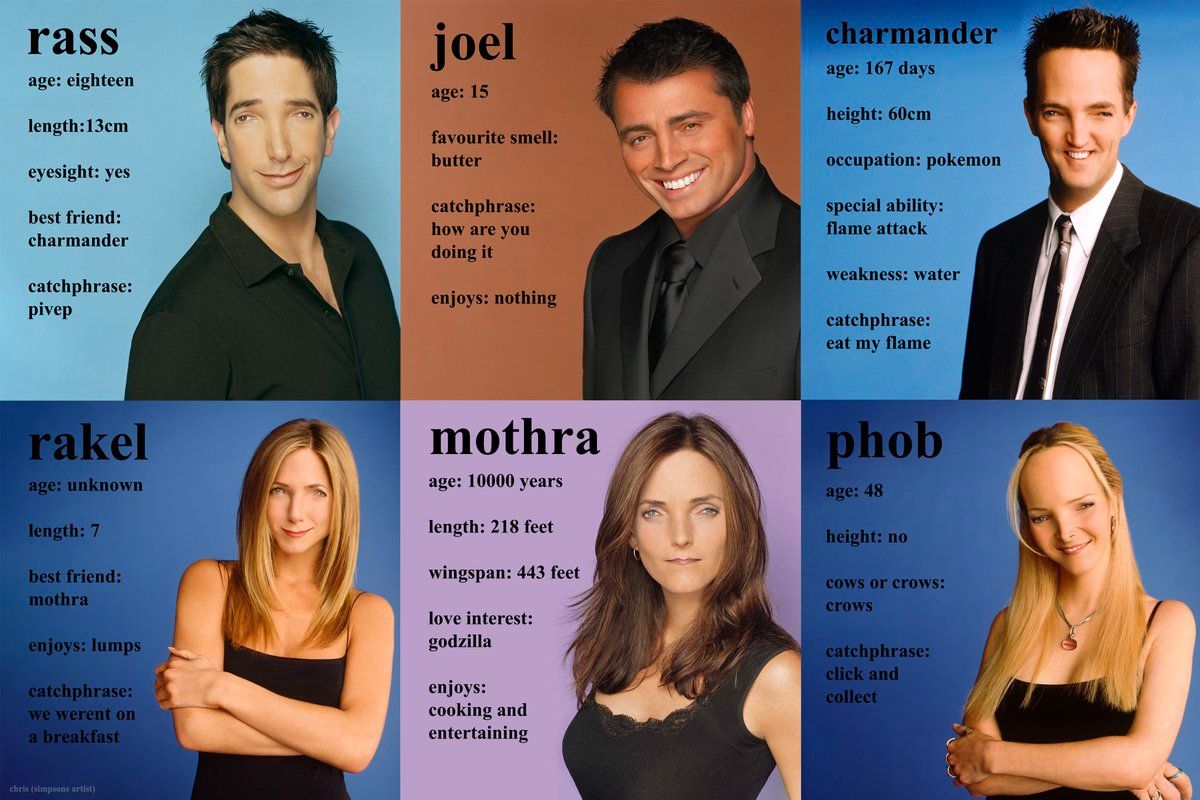 rass
age: eighteen
length:13cm
eyesight: yes
best friend:
charmander
catchphrase:
pivep
joel
age: 15
favourite smell:
butter
catchphrase:
how are you
doing it
enjoys: nothing
charmander
age: 167 days
height: 60cm
occupation: pokemon
special ability:
flame attack
weakness: water
catchphrase:
eat my flame
rakel
age: unknown
length: 7
best friend:
mothra
enjoys: lumps
catchphrase:
we werent on
a breakfast
chris (simpsons artist)
mothra
age: 10000 years
length: 218 feet
wingspan: 443 feet
love interest:
godzilla
enjoys:
cooking and
entertaining
phob
age: 48
height: no
cows or crows:
crows
catchphrase:
click and
collect